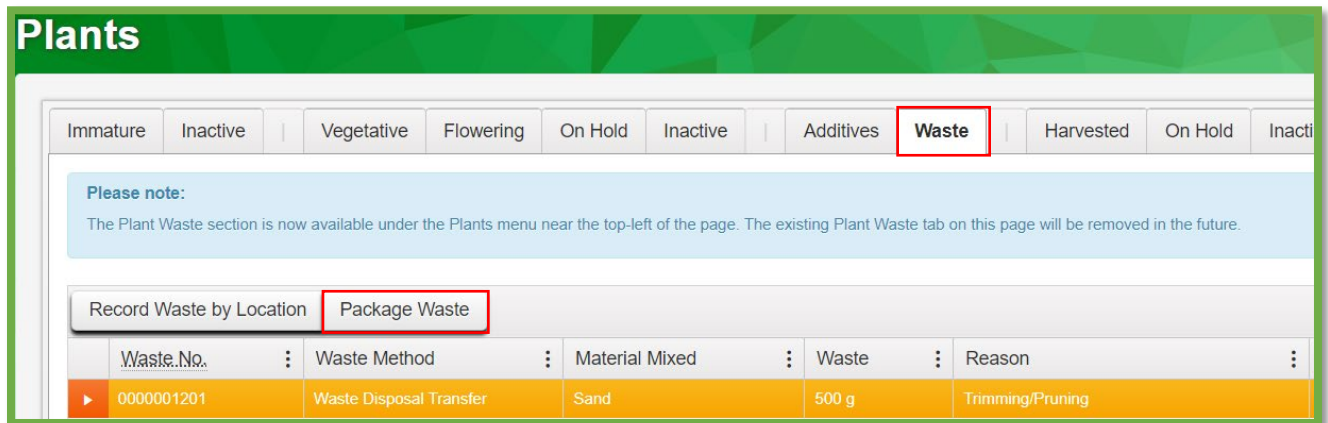 Plants
Immature Inactive | Vegetative Flowering On Hold Inactive | Additives Waste | Harvested On Hold Inacti
Please note:
The Plant Waste section is now available under the Plants menu near the top-left of the page. The existing Plant Waste tab on this page will be removed in the future.
Record Waste by Location Package Waste
Waste No. Waste Method Material Mixed Waste Reason
0000001201 Waste Disposal Transfer Sand 500 g Trimming/Pruning